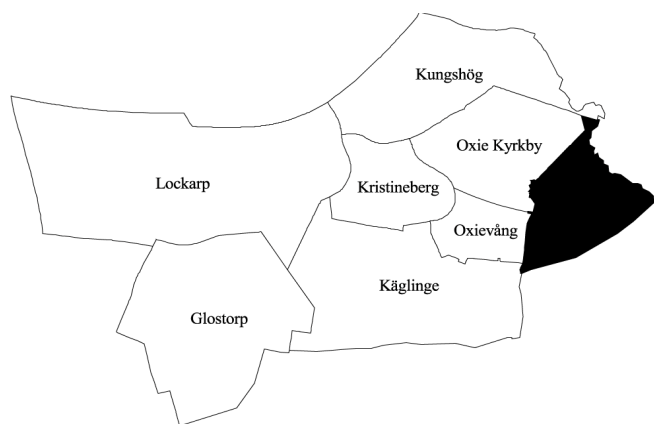 Kungshög
Oxie Kyrkby
Lockarp
Kristineberg
Oxievång
Käglinge
Glostorp